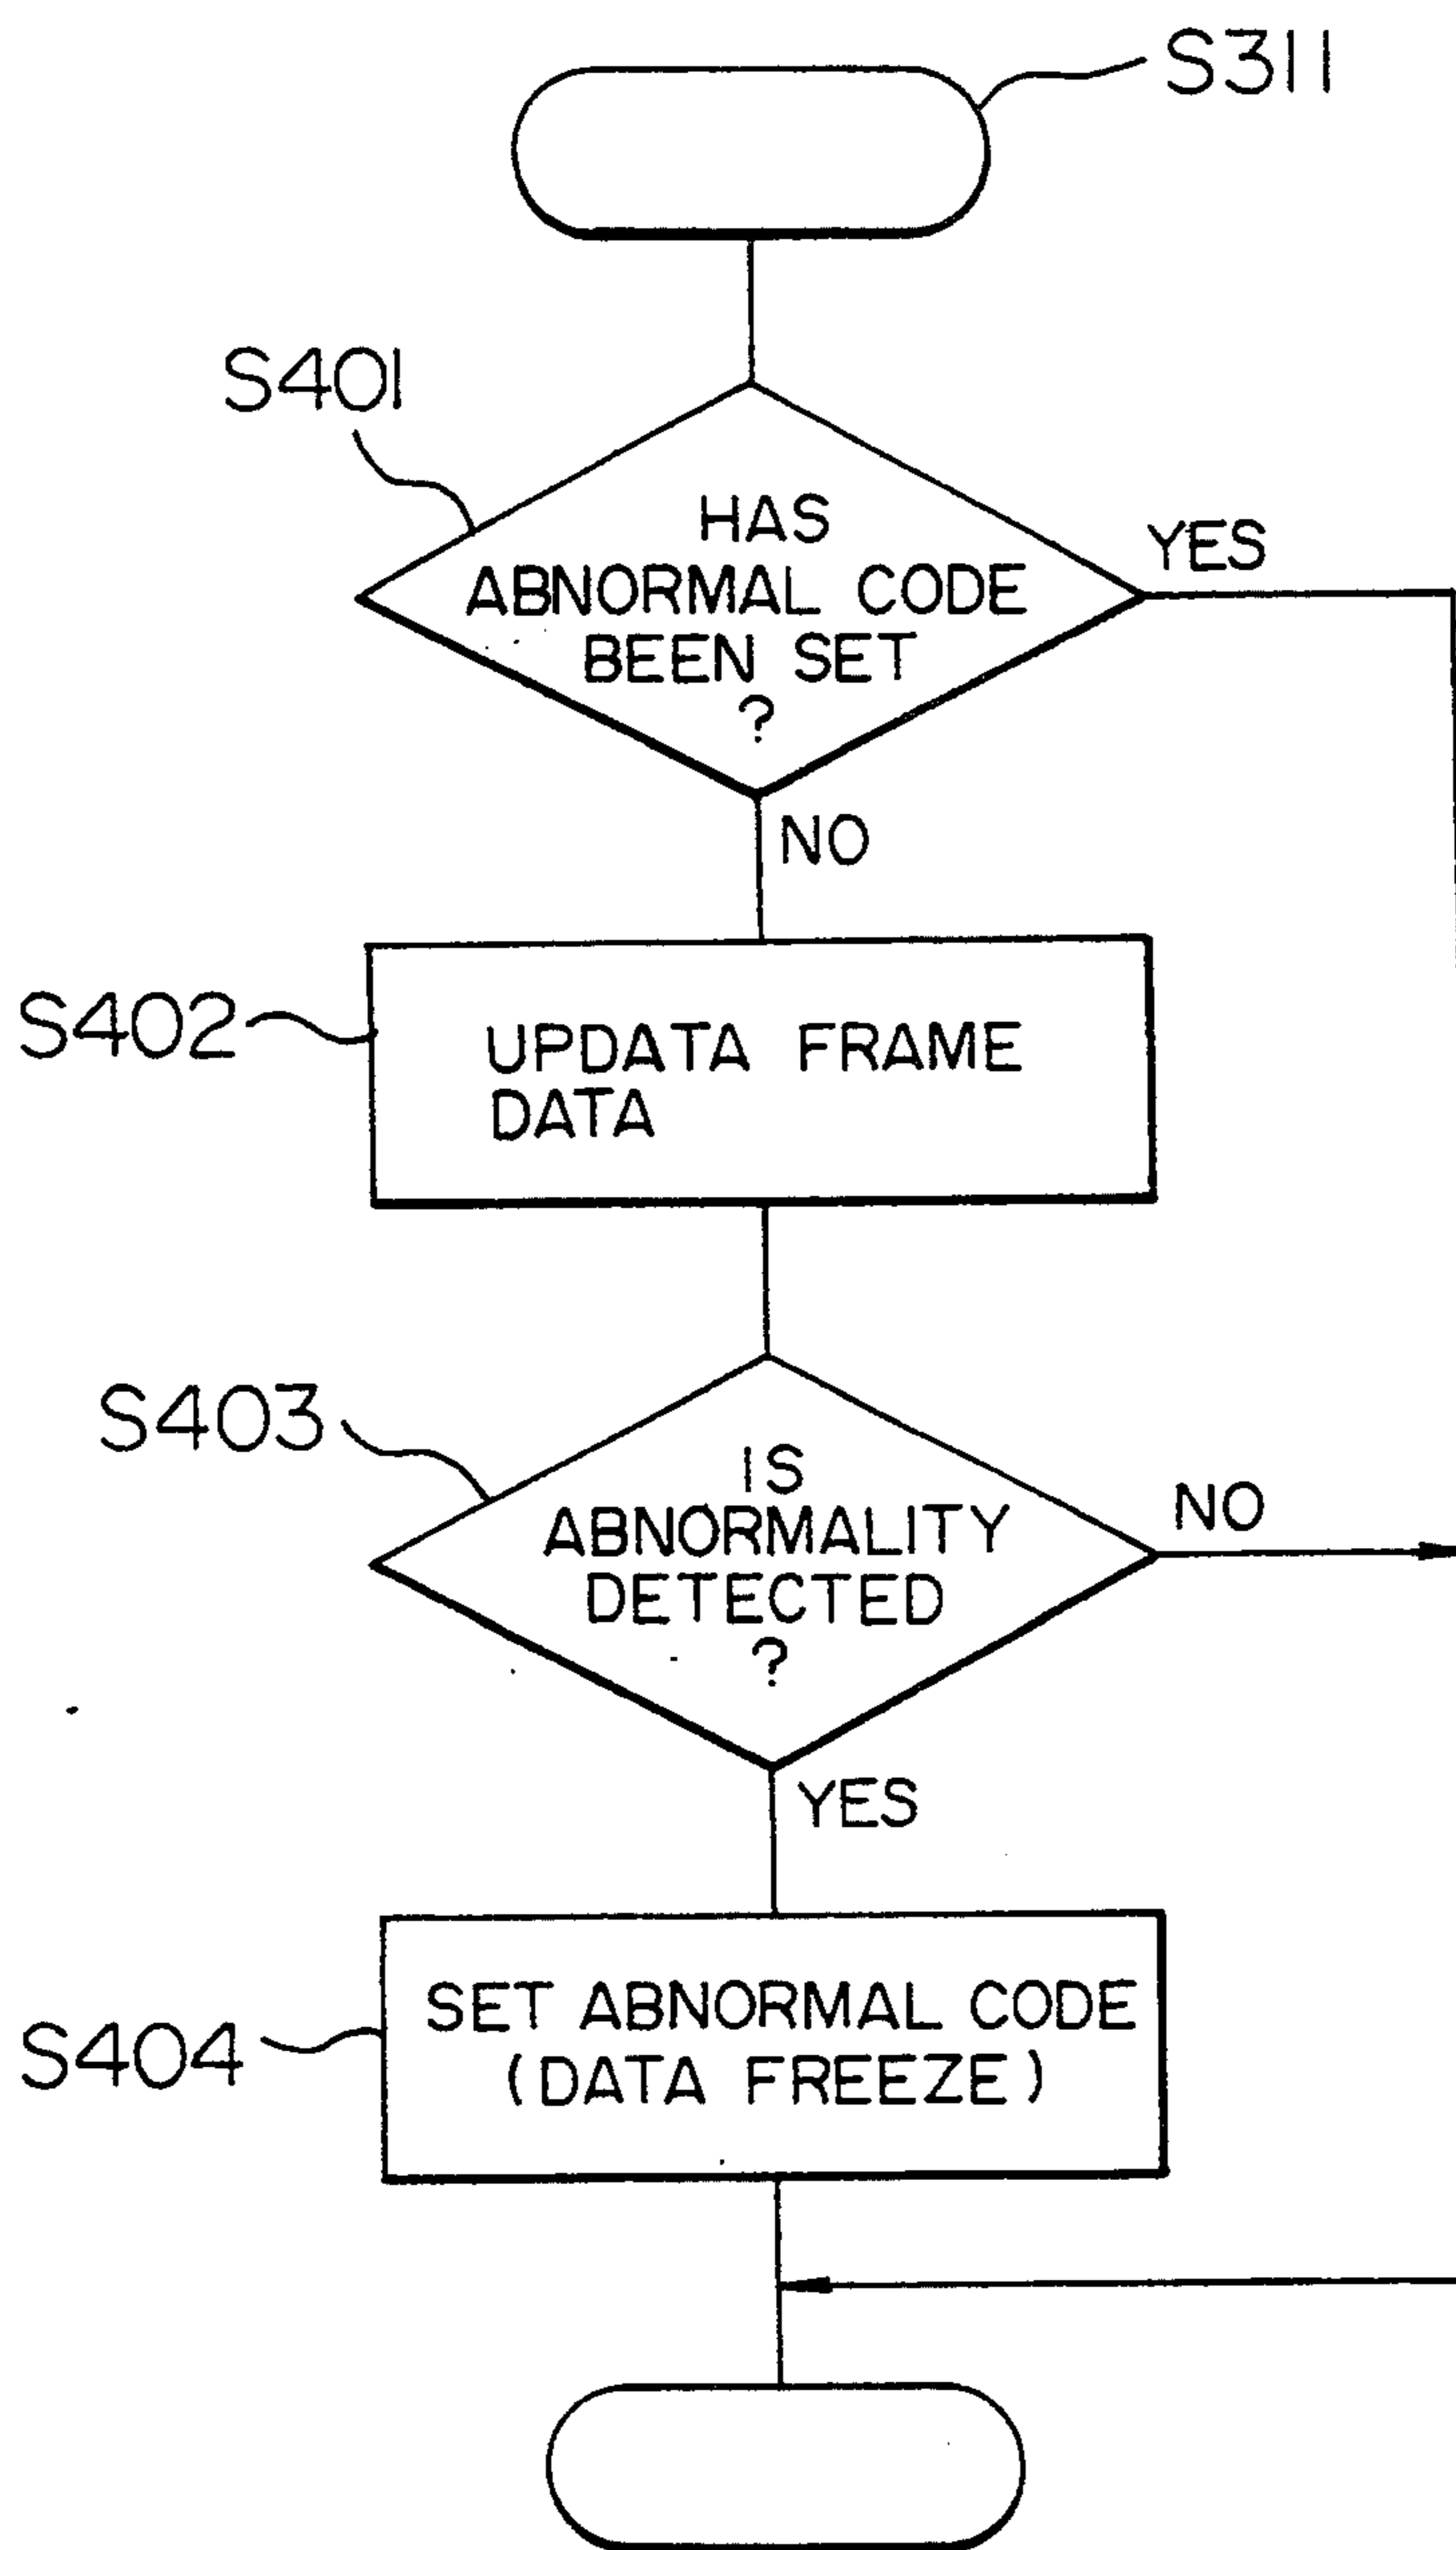 S311
S401
HAS
ABNORMAL CODE
BEEN SET
?
YES
NO
S402
UPDATA FRAME
DATA
S403
IS
ABNORMALITY
DETECTED
?
NO
YES
S404
SET ABNORMAL CODE
(DATA FREEZE)